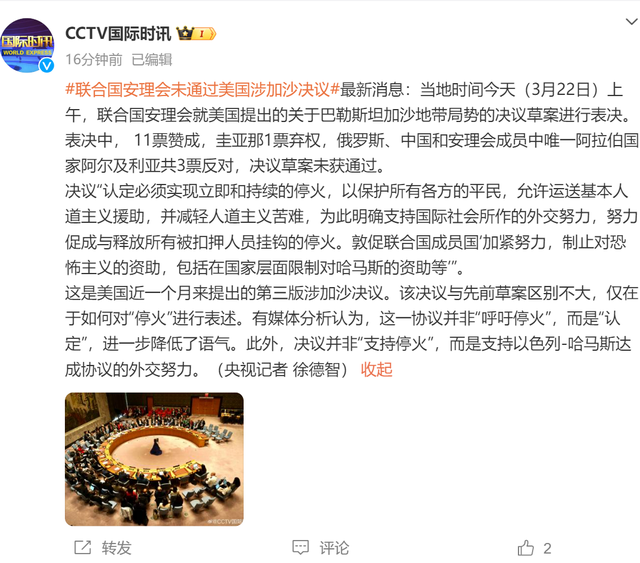 国际时讯
WORLD EXPRESS
CCTV国际时讯 1
16分钟前 已编辑
#联合国安理会未通过美国涉加沙决议#最新消息：当地时间今天（3月22日）上
午，联合国安理会就美国提出的关于巴勒斯坦加沙地带局势的决议草案进行表决。
表决中， 11票赞成，圭亚那1票弃权，俄罗斯、中国和安理会成员中唯一阿拉伯国
家阿尔及利亚共3票反对，决议草案未获通过。
决议“认定必须实现立即和持续的停火，以保护所有各方的平民，允许运送基本人
道主义援助，并减轻人道主义苦难，为此明确支持国际社会所作的外交努力，努力
促成与释放所有被扣押人员挂钩的停火。敦促联合国成员国‘加紧努力，制止对恐
怖主义的资助，包括在国家层面限制对哈马斯的资助等’”。
这是美国近一个月来提出的第三版涉加沙决议。该决议与先前草案区别不大，仅在
于如何对“停火”进行表述。有媒体分析认为，这一协议并非“呼吁停火”，而是“认
定”，进一步降低了语气。此外，决议并非“支持停火”，而是支持以色列-哈马斯达
成协议的外交努力。（央视记者 徐德智） 收起
转发 评论 2